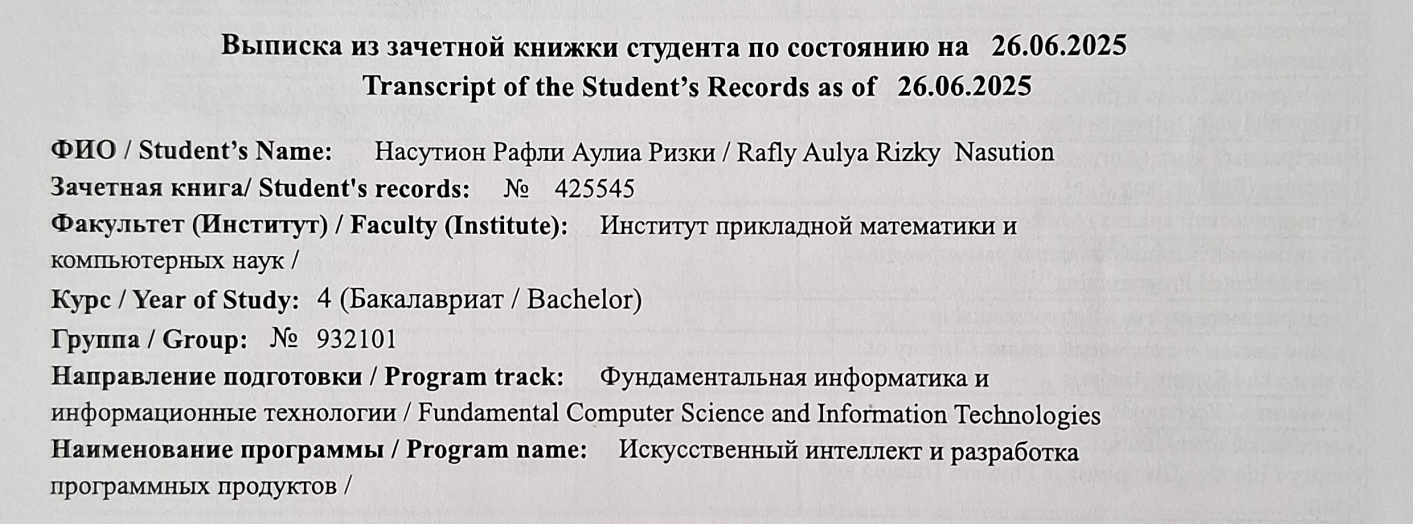 Выписка из зачетной книжки студента по состоянию на 26.06.2025
Transcript of the Student’s Records as of 26.06.2025
ФИО / Student’s Name: Насутион Рафли Аулиа Ризки / Rafly Aulya Rizky Nasution
Зачетная книга/ Student's records: № 425545
Факультет (Институт) / Faculty (Institute): Институт прикладной математики и
компьютерных наук /
Курс / Year of Study: 4 (Бакалавриат / Bachelor)
Группа / Group: № 932101
Направление подготовки / Program track: Фундаментальная информатика и
информационные технологии / Fundamental Computer Science and Information Technologies
Наименование программы / Program name: Искусственный интеллект и разработка
программных продуктов /